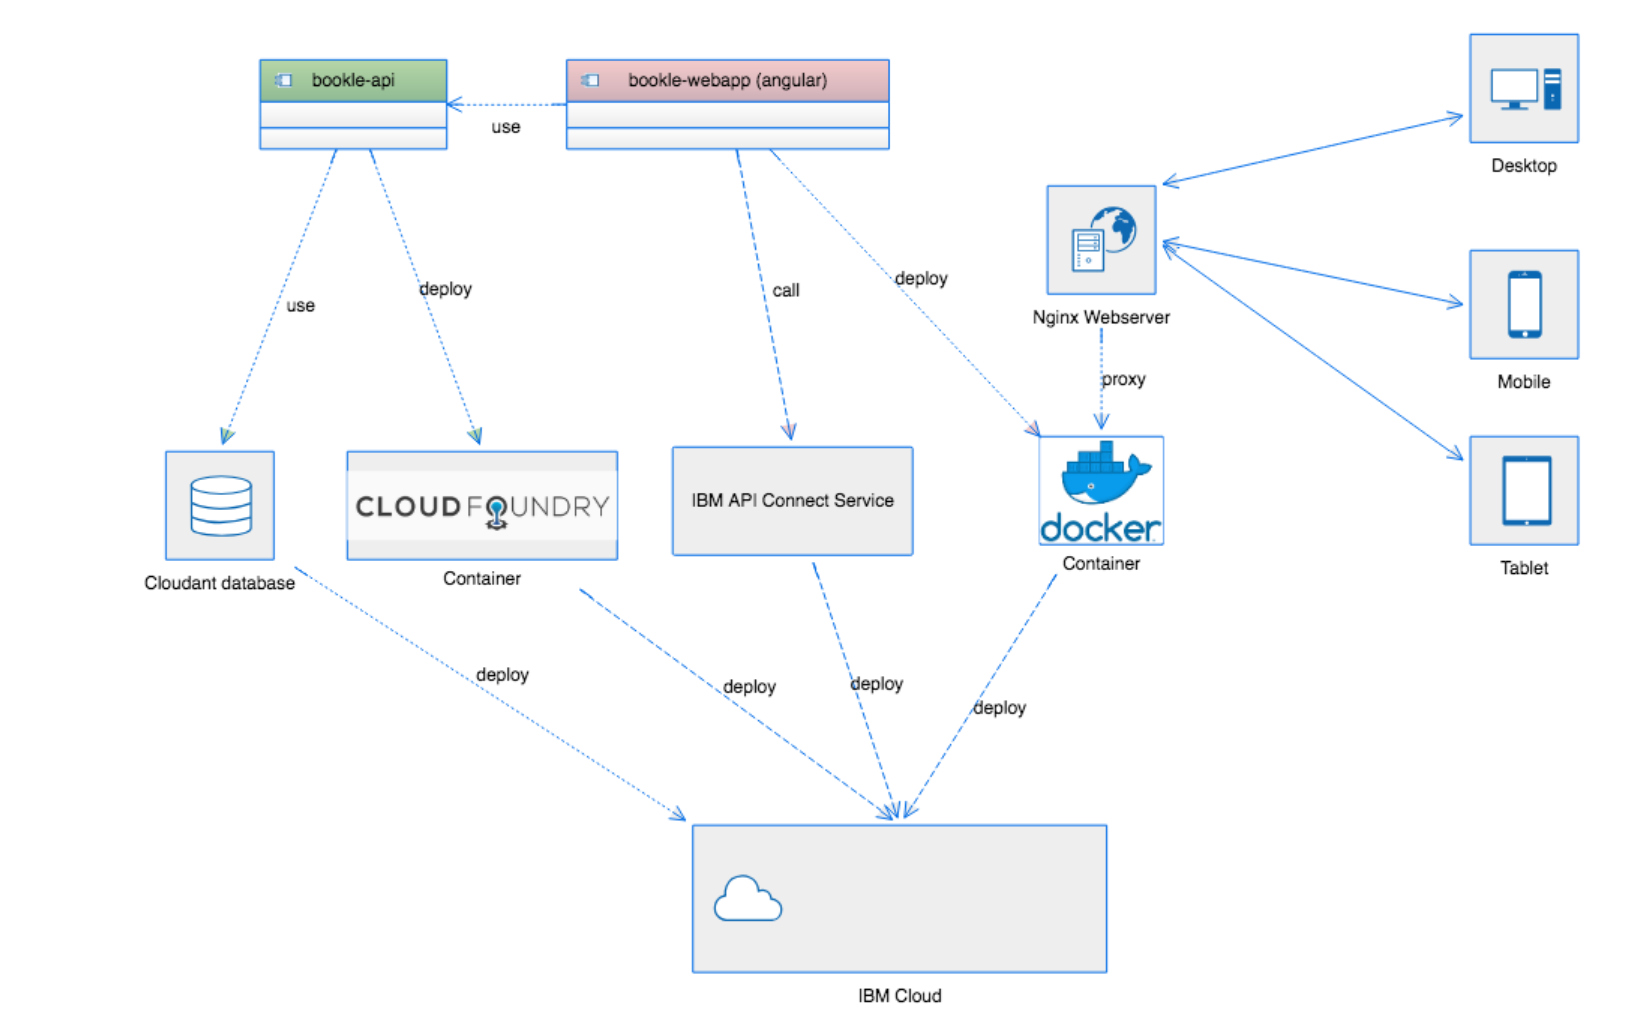 bookle-api
bookle-webapp (angular)
use
Desktop
use
deploy
call
deploy
Nginx Webserver
proxy
Mobile
CLOUD FOUNDRY
IBM API Connect Service
docker
Cloudant database
Container
Container
Tablet
deploy
deploy
deploy
deploy
IBM Cloud